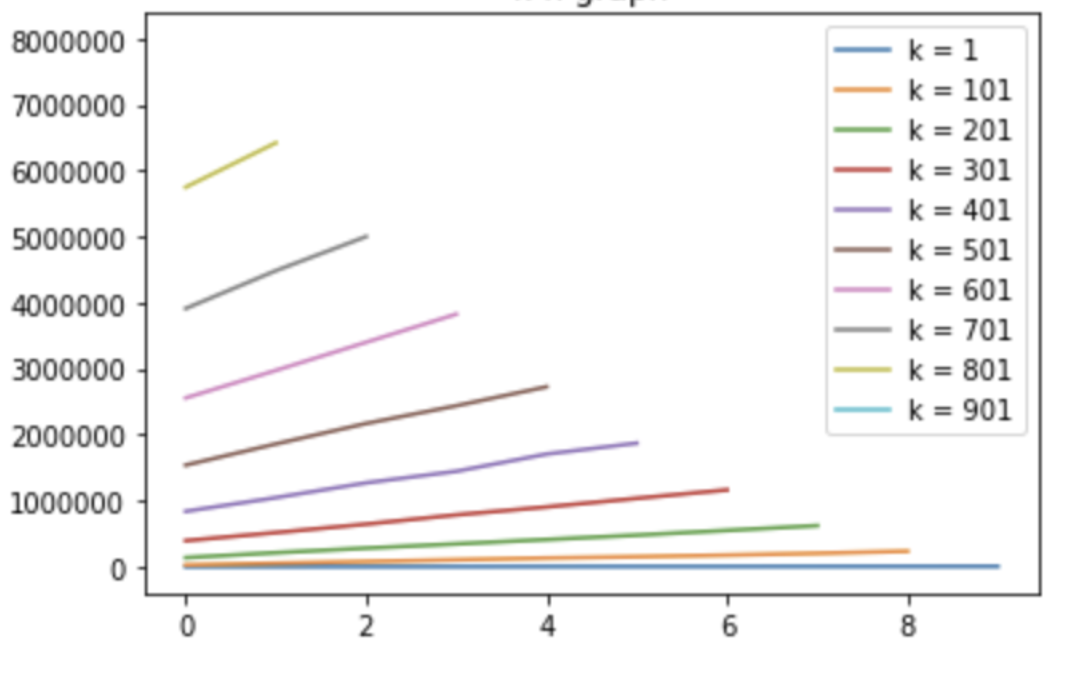 8000000
7000000
6000000
5000000
4000000
3000000
2000000
1000000
0
0 2 4 6 8
k = 1
k = 101
k = 201
k = 301
k = 401
k = 501
k = 601
k = 701
k = 801
k = 901